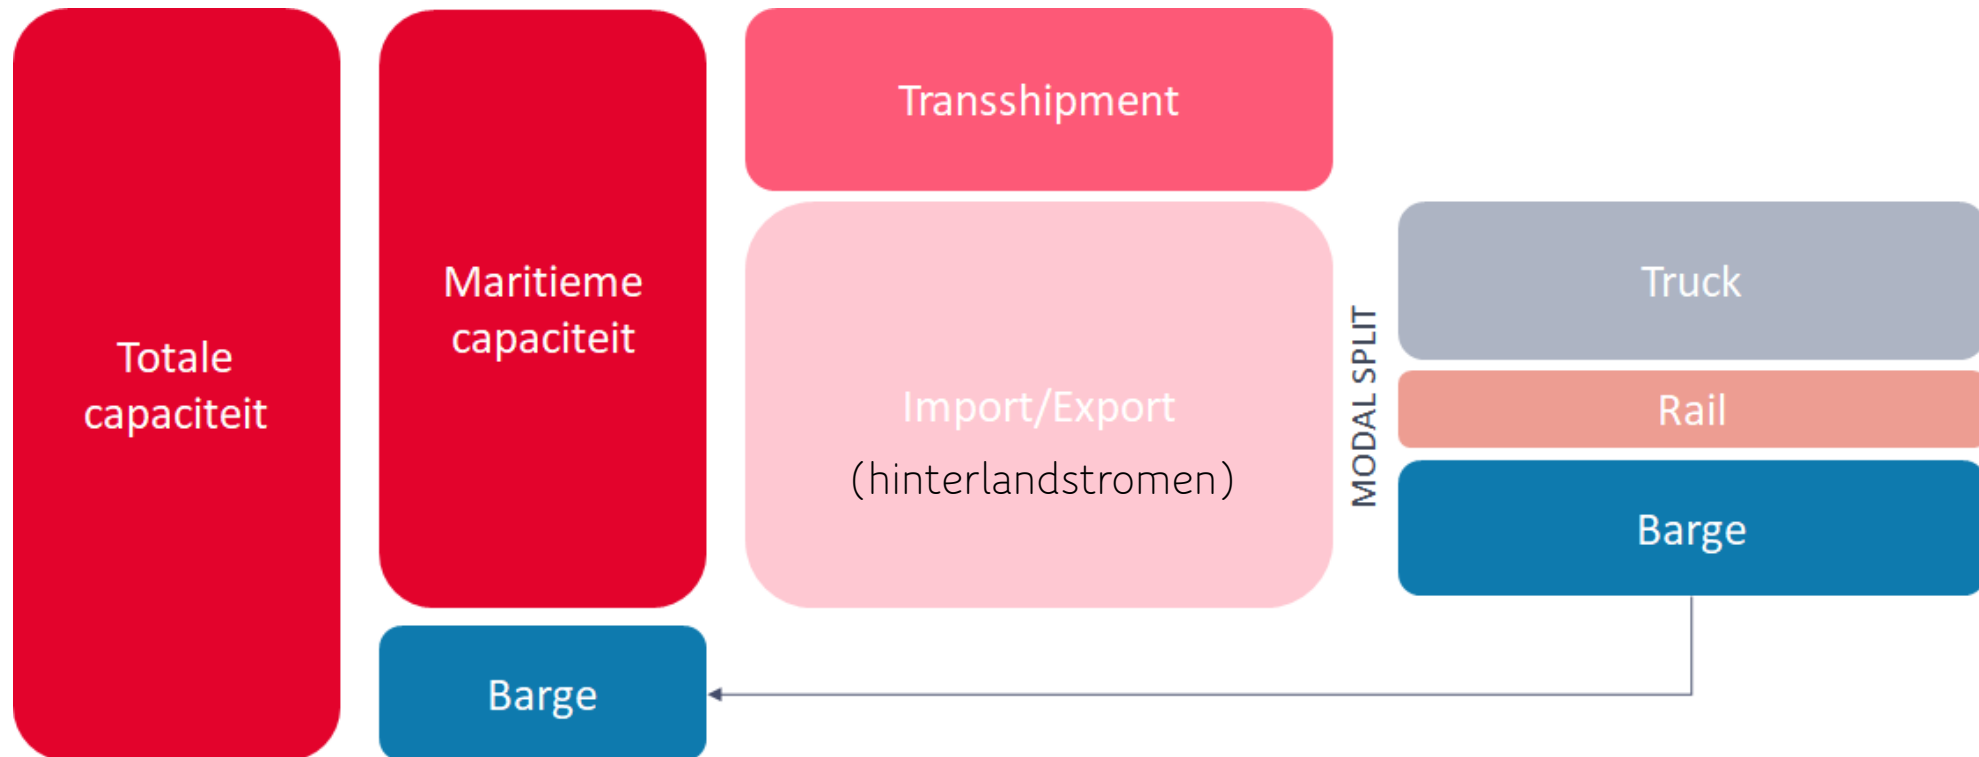 Totale
capaciteit
Maritieme
capaciteit
Barge
Transshipment
Import/Export
(hinterlandstromen)
MODAL SPLIT
Truck
Rail
Barge